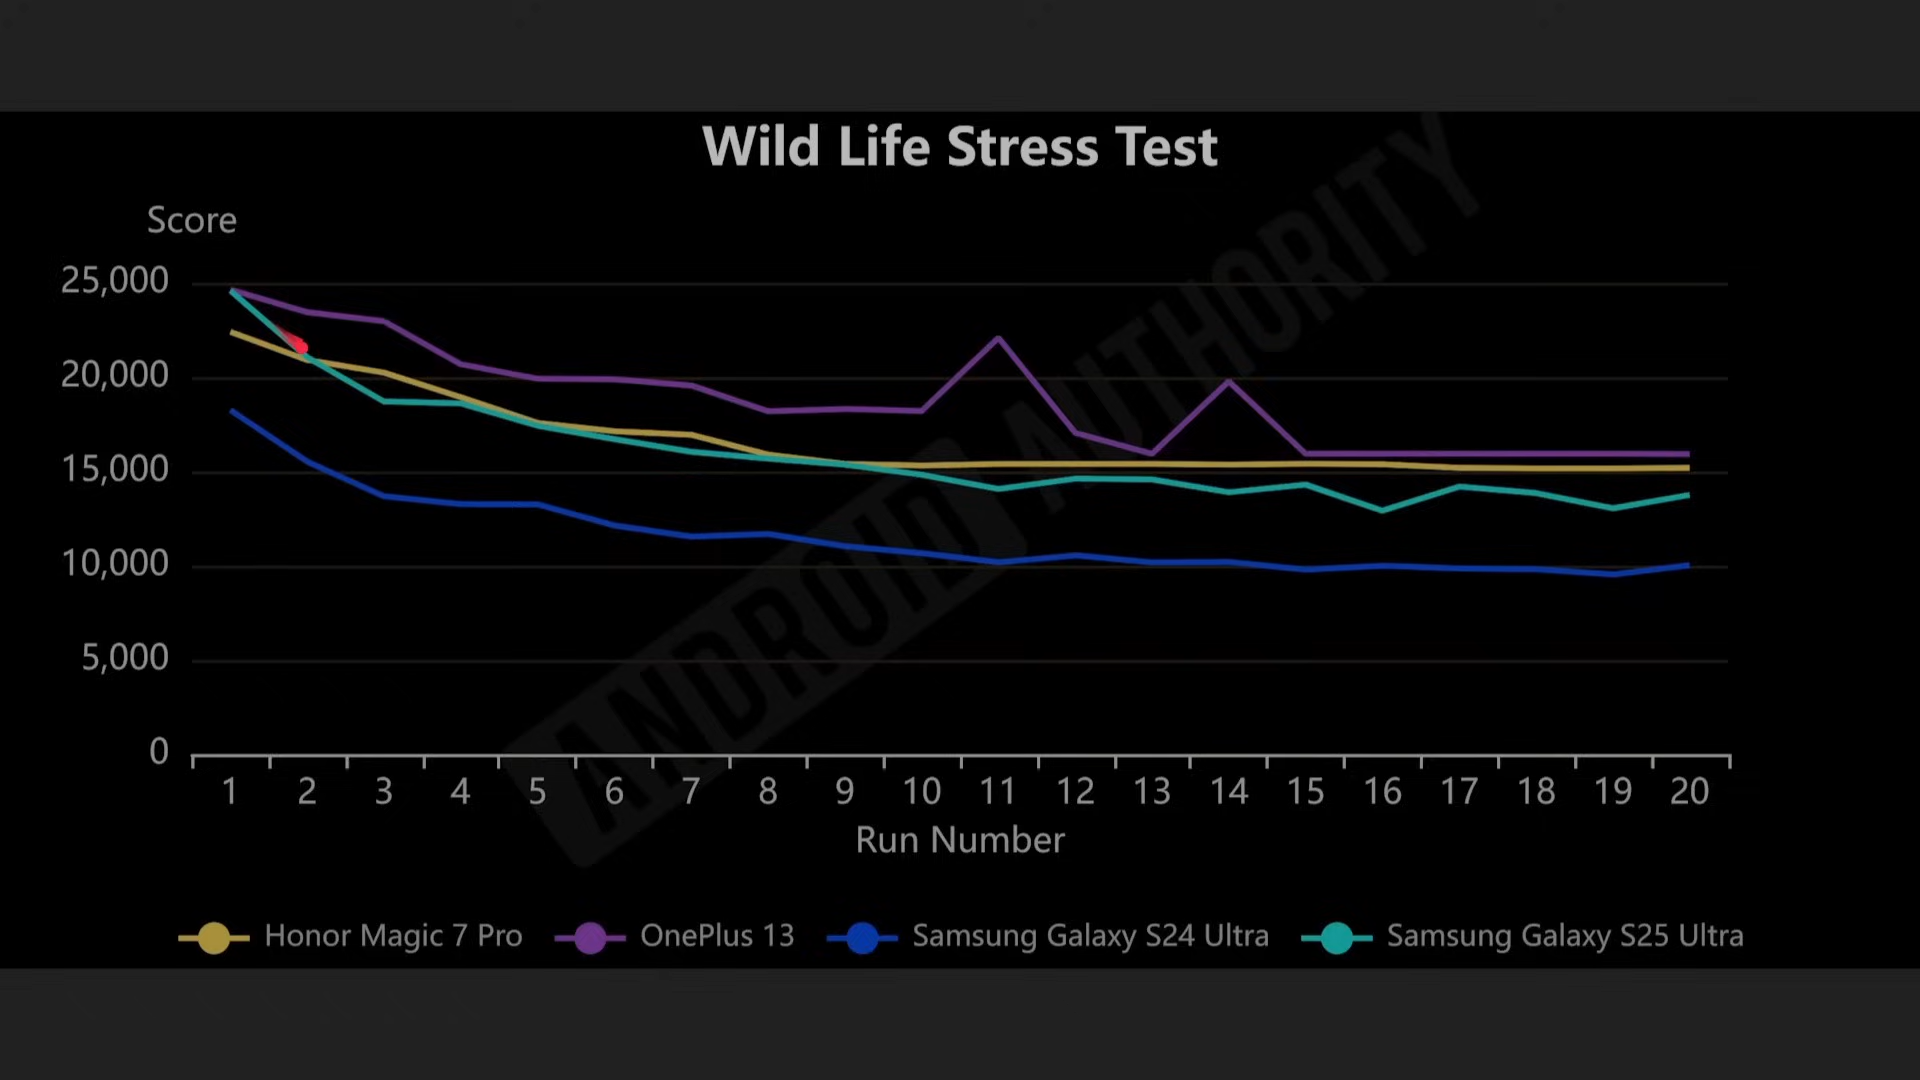 Wild Life Stress Test
Score
25,000
20,000
15,000
10,000
5,000
0
1 2 3 4 5 6 7 8 9 10 11 12 13 14 15 16 17 18 19 20
Run Number
Honor Magic 7 Pro OnePlus 13 Samsung Galaxy S24 Ultra Samsung Galaxy S25 Ultra
ANDROID AUTHORITY